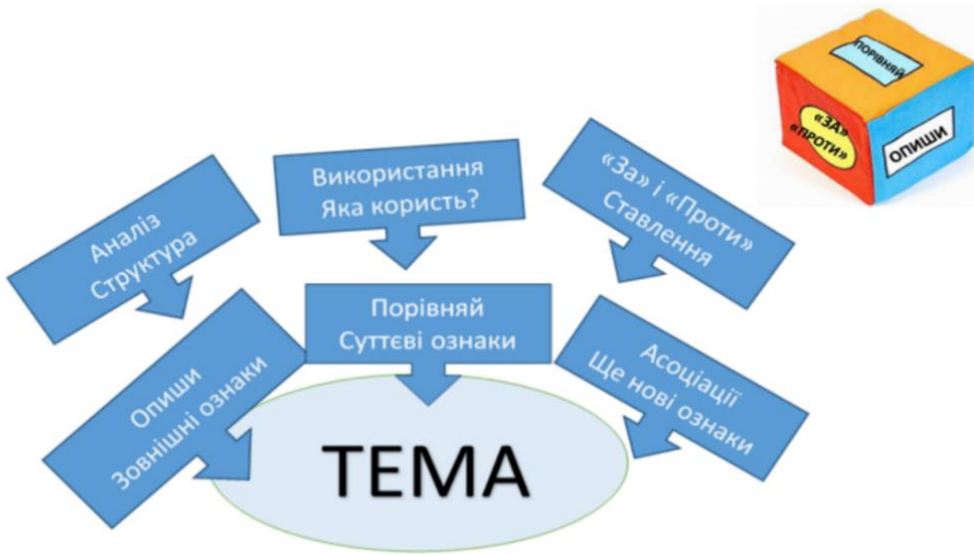 ПОРІВНЯЙ
«ЗА»
«ПРОТИ»
ОПИШИ
Аналіз
Структура
Використання
Яка користь?
«За» і «Проти»
Ставлення
Опиши
Зовнішні ознаки
Порівняй
Суттєві ознаки
Асоціації
Ще нові ознаки
ТЕМА